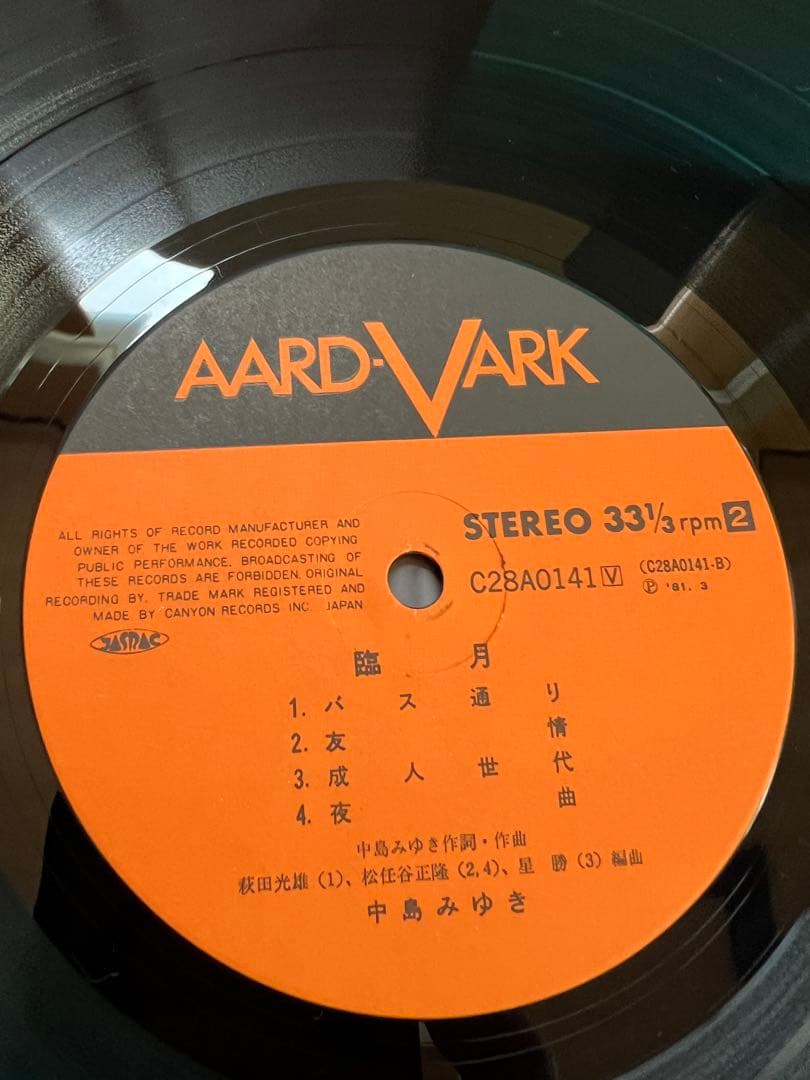 AARD-VARK
ALL RIGHTS OF RECORD MANUFACTURER AND
OWNER OF THE WORK RECORDED COPYING
PUBLIC PERFORMANCE. BROADCASTING OF
THESE RECORDS ARE FORBIDDEN. ORIGINAL
RECORDING BY. TRADE MARK REGISTERED AND
MADE BY CANYON RECORDS INC. JAPAN
JASRAC
STEREO 33⅓ rpm 2
C28A0141 V (C28A0141-B)
Ⓟ '81. 3
臨月
1. バス通り
2. 友情
3. 成人世代
4. 夜曲
中島みゆき作詞・作曲
萩田光雄(1)、松任谷正隆(2,4)、星 勝(3)編曲
中島みゆき